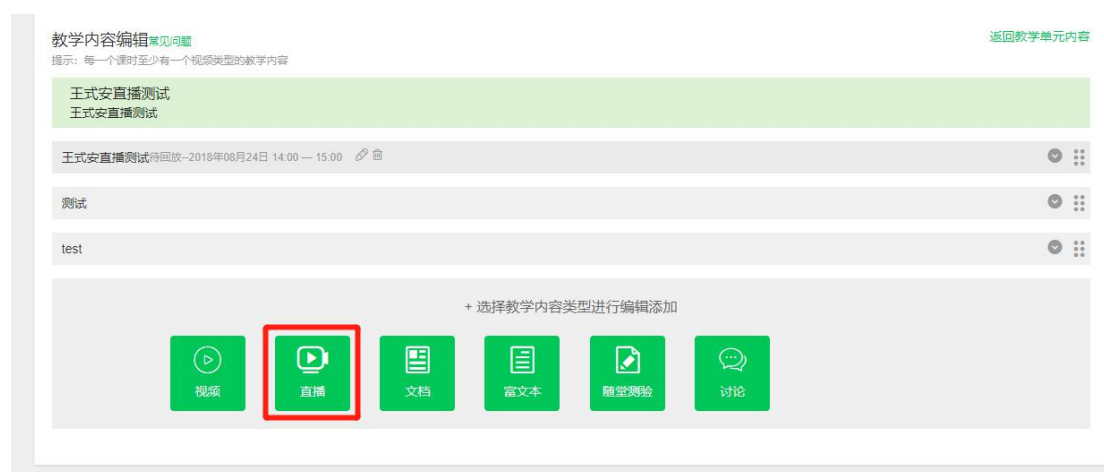 教学内容编辑常见问题
返回教学单元内容
提示：每一个课时至少有一个视频类型的教学内容
王式安直播测试
王式安直播测试
王式安直播测试待回放--2018年08月24日 14:00 — 15:00
测试
test
+ 选择教学内容类型进行编辑添加
视频
直播
文档
富文本
随堂测验
讨论